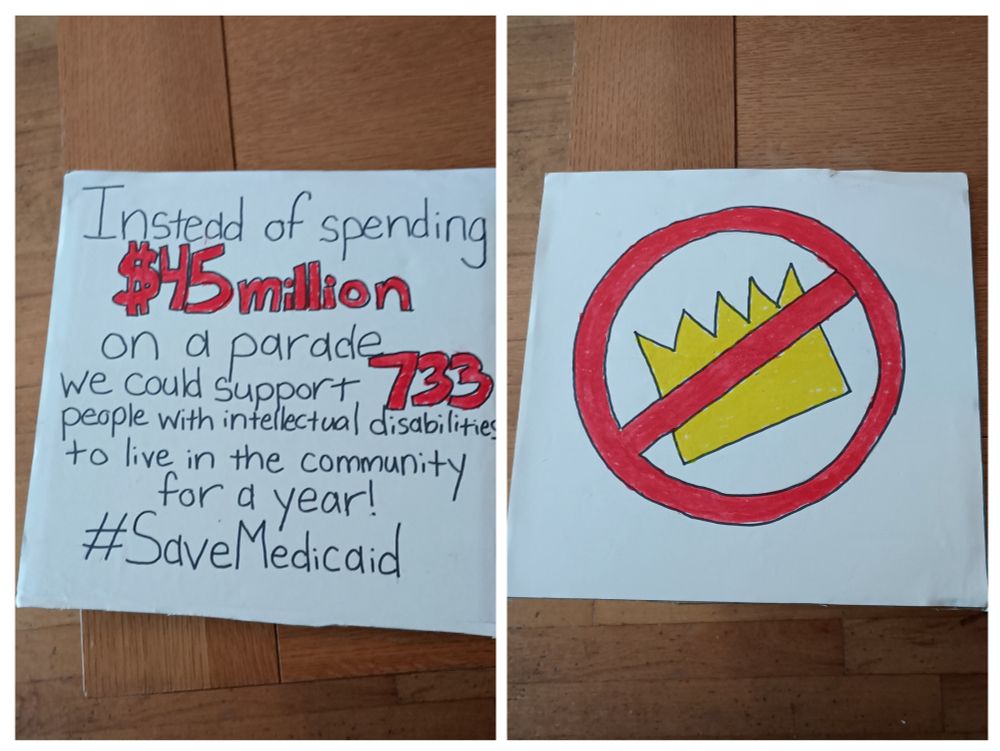 Instead of spending
$45 million
on a parade
we could support 733
people with intellectual disabilities
to live in the community
for a year!
#SaveMedicaid